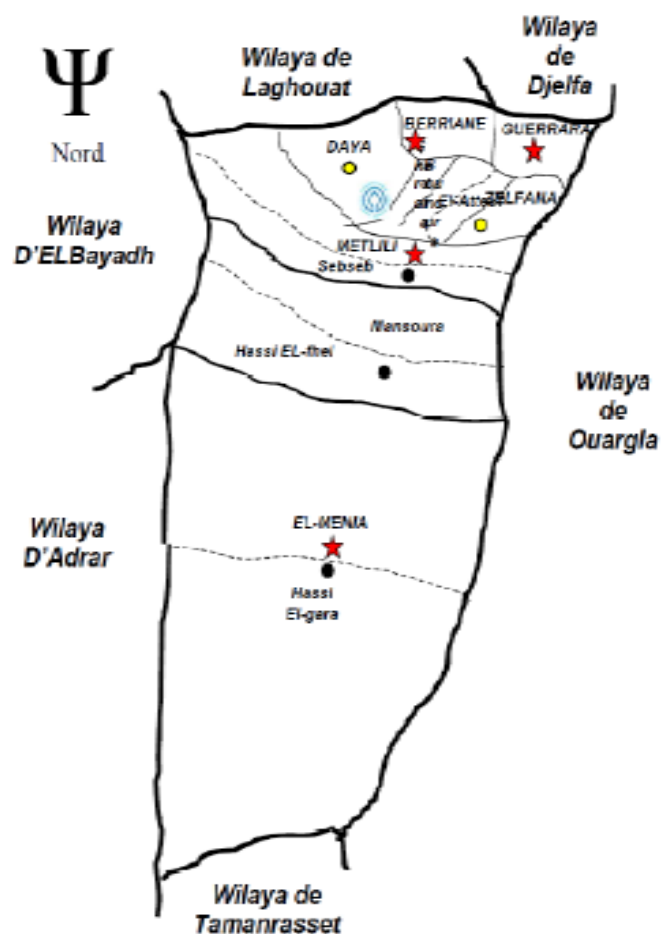 Wilaya de
Laghouat
Wilaya
de
Djelfa
Ψ
Nord
BERRIANE
GUERRARA
DAYA
ZELFANA
Wilaya
D'ELBayadh
METLILI
Sebseb
Mansoura
Hassi EL-fhel
Wilaya
de
Ouargla
Wilaya
D'Adrar
EL-MENIA
Hassi
El-gara
Wilaya de
Tamanrasset